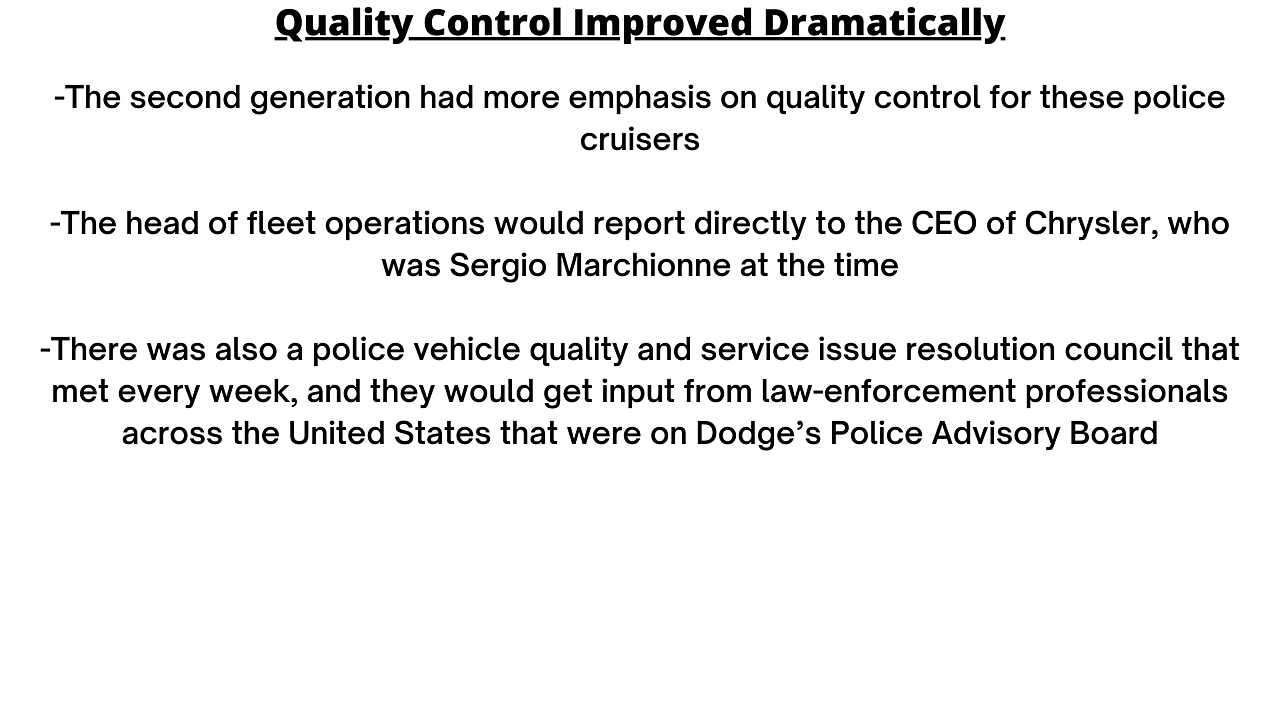 Quality Control Improved Dramatically
-The second generation had more emphasis on quality control for these police
cruisers
-The head of fleet operations would report directly to the CEO of Chrysler, who
was Sergio Marchionne at the time
-There was also a police vehicle quality and service issue resolution council that
met every week, and they would get input from law-enforcement professionals
across the United States that were on Dodge’s Police Advisory Board